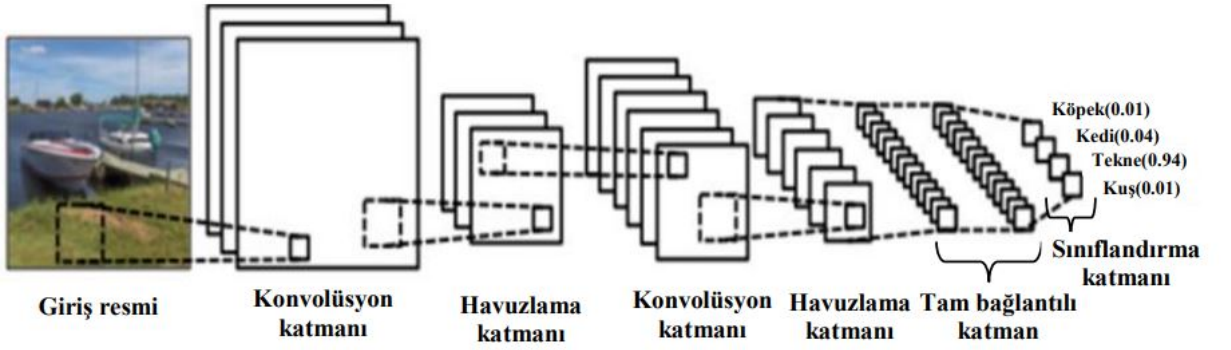 Köpek(0.01)
Kedi(0.04)
Tekne(0.94)
Kuş(0.01)
Sınıflandırma
katmanı
Giriş resmi
Konvolüsyon
katmanı
Havuzlama
katmanı
Konvolüsyon
katmanı
Havuzlama
katmanı
Tam bağlantılı
katman